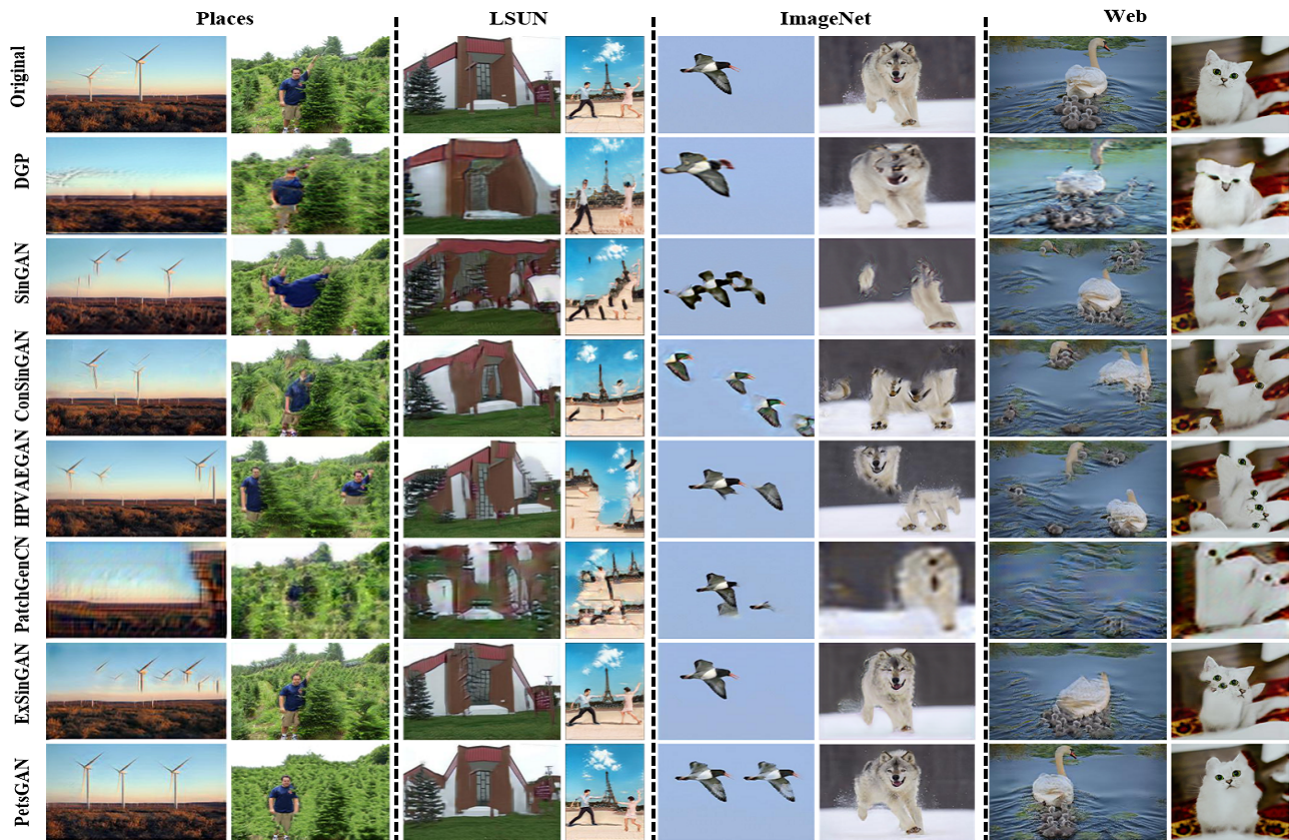 Places
LSUN
ImageNet
Web
Original
DGP
SinGAN
ConSinGAN
HPVAEGAN
PatchGenCN
ExSinGAN
PetsGAN